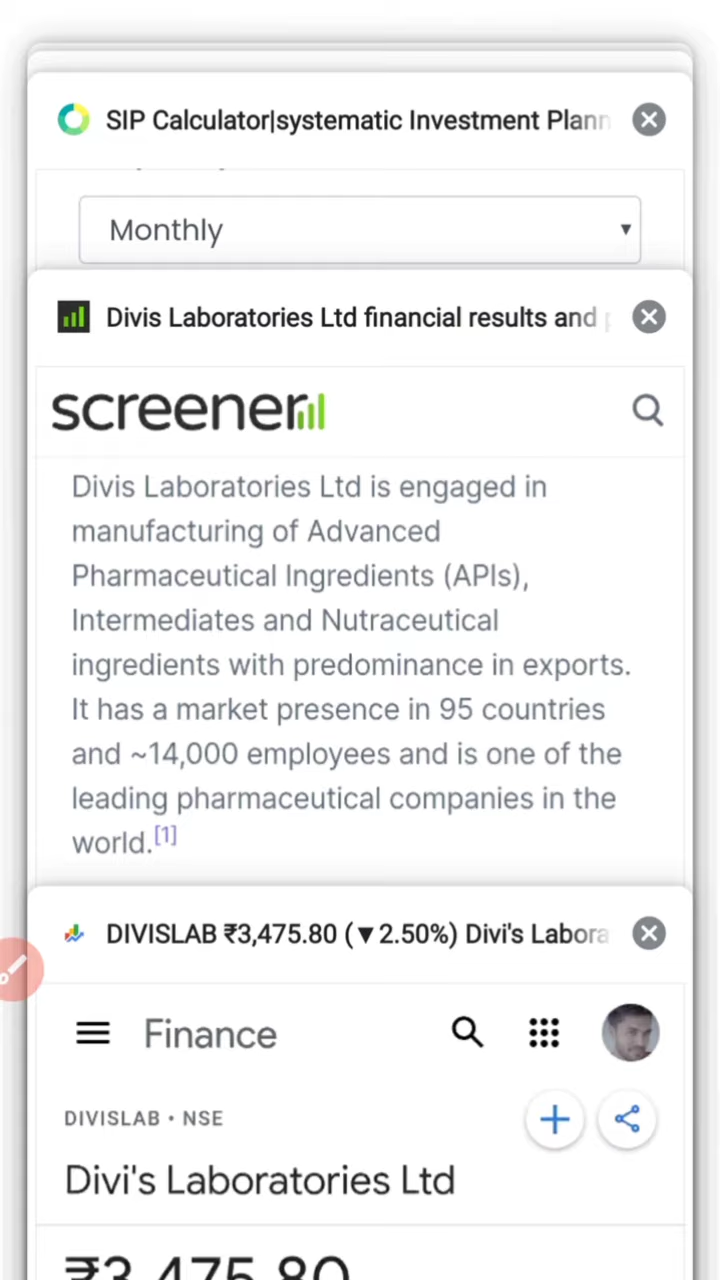 SIP Calculator|systematic Investment Plann
Monthly
Divis Laboratories Ltd financial results and p
screener
Divis Laboratories Ltd is engaged in
manufacturing of Advanced
Pharmaceutical Ingredients (APIs),
Intermediates and Nutraceutical
ingredients with predominance in exports.
It has a market presence in 95 countries
and ~14,000 employees and is one of the
leading pharmaceutical companies in the
world.[1]
DIVISLAB ₹3,475.80 (▼2.50%) Divi's Labora
Finance
DIVISLAB • NSE
Divi's Laboratories Ltd
₹3,475.80